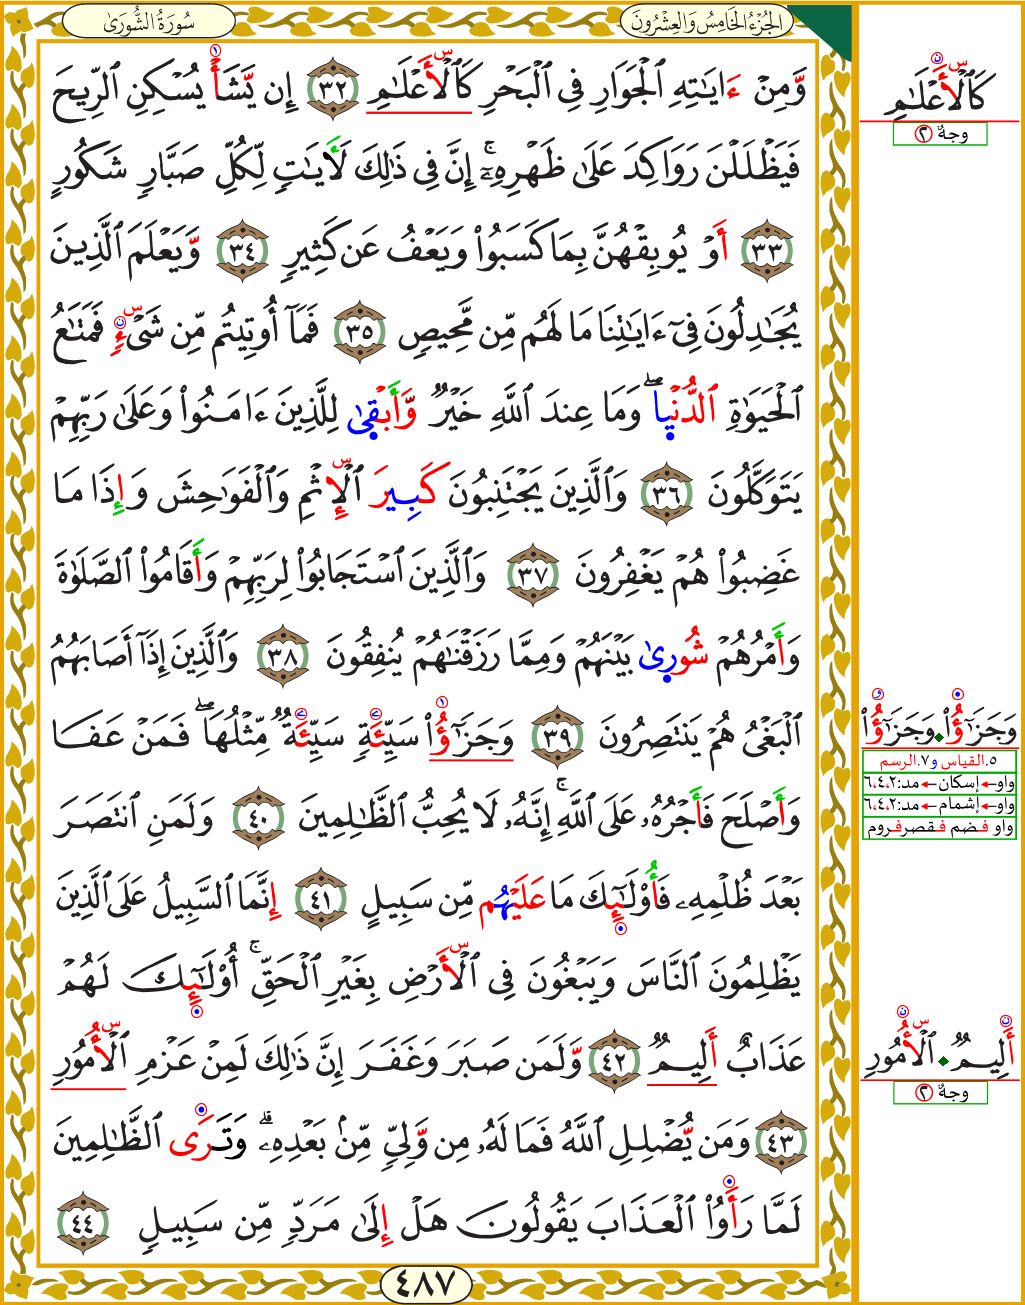 سُورَةُ الشُّورَىٰ
الجُزْءُ الخَامِسُ وَالعِشْرُونَ
وَّمِنۡ ءَايَٰتِهِ ٱلۡجَوَارِ فِي ٱلۡبَحۡرِ كَٱلۡأَعۡلَٰمِ ٣٢ إِن يَّشَأۡ يُسۡكِنِ ٱلرِّيحَ
فَيَظۡلَلۡنَ رَوَاكِدَ عَلَىٰ ظَهۡرِهِۦٓۚ إِنَّ فِي ذَٰلِكَ لَأٓيَٰتٖ لِّكُلِّ صَبَّارٖ شَكُورٍ
٣٣ أَوۡ يُوبِقۡهُنَّ بِمَا كَسَبُواْ وَيَعۡفُ عَن كَثِيرٖ ٣٤ وَّيَعۡلَمَ ٱلَّذِينَ
يُجَٰدِلُونَ فِيٓ ءَايَٰتِنَا مَا لَهُم مِّن مَّحِيصٖ ٣٥ فَمَآ أُوتِيتُم مِّن شَيۡءٖ فَمَتَٰعُ
ٱلۡحَيَوٰةِ ٱلدُّنۡيٜاۖ وَمَا عِندَ ٱللَّهِ خَيۡرٞ وَّأَبۡقٜىٰ لِلَّذِينَ ءَامَنُواْ وَعَلَىٰ رَبِّهِمۡ
يَتَوَكَّلُونَ ٣٦ وَٱلَّذِينَ يَجۡتَنِبُونَ كَبِيرَ ٱلۡإِثۡمِ وَٱلۡفَوَٰحِشَ وَإِذَا مَا
غَضِبُواْ هُمۡ يَغۡفِرُونَ ٣٧ وَٱلَّذِينَ ٱسۡتَجَابُواْ لِرَبِّهِمۡ وَأَقَامُواْ ٱلصَّلَوٰةَ
وَأَمۡرُهُمۡ شُورٜىٰ بَيۡنَهُمۡ وَمِمَّا رَزَقۡنَٰهُمۡ يُنفِقُونَ ٣٨ وَٱلَّذِينَ إِذَآ أَصَابَهُمُ
ٱلۡبَغۡيُ هُمۡ يَنتَصِرُونَ ٣٩ وَجَزَٰٓؤُاْ سَيِّئَةٖ سَيِّئَةٞ مِّثۡلُهَاۖ فَمَنۡ عَفَا
وَأَصۡلَحَ فَأَجۡرُهُۥ عَلَى ٱللَّهِۚ إِنَّهُۥ لَا يُحِبُّ ٱلظَّٰلِمِينَ ٤٠ وَلَمَنِ ٱنتَصَرَ
بَعۡدَ ظُلۡمِهِۦ فَأُوْلَٰٓئِكَ مَا عَلَيۡهُم مِّن سَبِيلٍ ٤١ إِنَّمَا ٱلسَّبِيلُ عَلَى ٱلَّذِينَ
يَظۡلِمُونَ ٱلنَّاسَ وَيَبۡغُونَ فِي ٱلۡأَرۡضِ بِغَيۡرِ ٱلۡحَقِّۚ أُوْلَٰٓئِكَ لَهُمۡ
عَذَابٌ أَلِيمٞ ٤٢ وَّلَمَن صَبَرَ وَغَفَرَ إِنَّ ذَٰلِكَ لَمِنۡ عَزۡمِ ٱلۡأُمُورِ
٤٣ وَمَن يُّضۡلِلِ ٱللَّهُ فَمَا لَهُۥ مِن وَّلِيّٖ مِّنۢ بَعۡدِهِۦۗ وَتَرَى ٱلظَّٰلِمِينَ
لَمَّا رَأَوُاْ ٱلۡعَذَابَ يَقُولُونَ هَلۡ إِلَىٰ مَرَدّٖ مِّن سَبِيلٖ ٤٤
٤٨٧
كَٱلۡأَعۡلَٰمِ
وجهٌ ٢
وَجَزَٰٓؤُاْ وَجَزَٰٓؤُاْ
٥.القياس و٧.الرسم
واو←إسكان←مد:٦،٤،٢
واو←إشمام←مد:٦،٤،٢
واو فضم فقصر فروم
أَلِيمٞ ٱلۡأُمُورِ
وجهٌ ٢